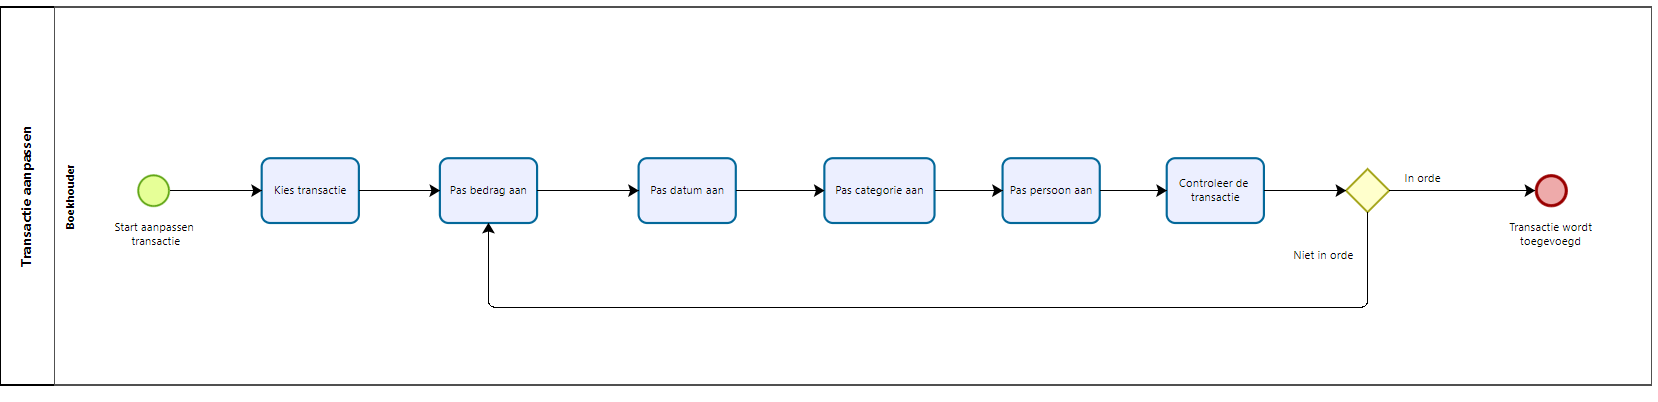 Transactie aanpassen
Boekhouder
Start aanpassen
transactie
Kies transactie
Pas bedrag aan
Pas datum aan
Pas categorie aan
Pas persoon aan
Controleer de
transactie
In orde
Niet in orde
Transactie wordt
toegevoegd